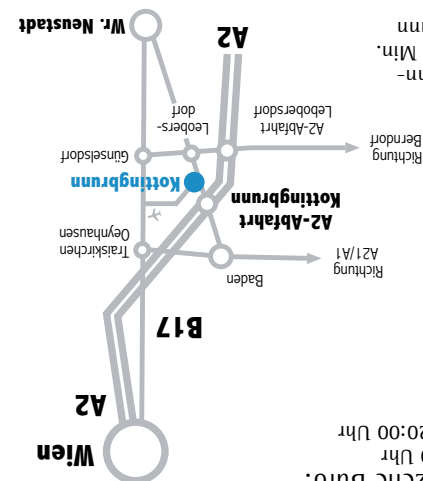 Büro:
Uhr
20:00 Uhr
Wien
A2
B17
Baden
Richtung
A21/A1
Traiskirchen
Oeynhausen
A2-Abfahrt
Kottingbrunn
Kottingbrunn
Richtung
Berndorf
Günselsdorf
A2-Abfahrt
Lebobersdorf
Leobers-
dorf
A2
Wr. Neustadt
Min.